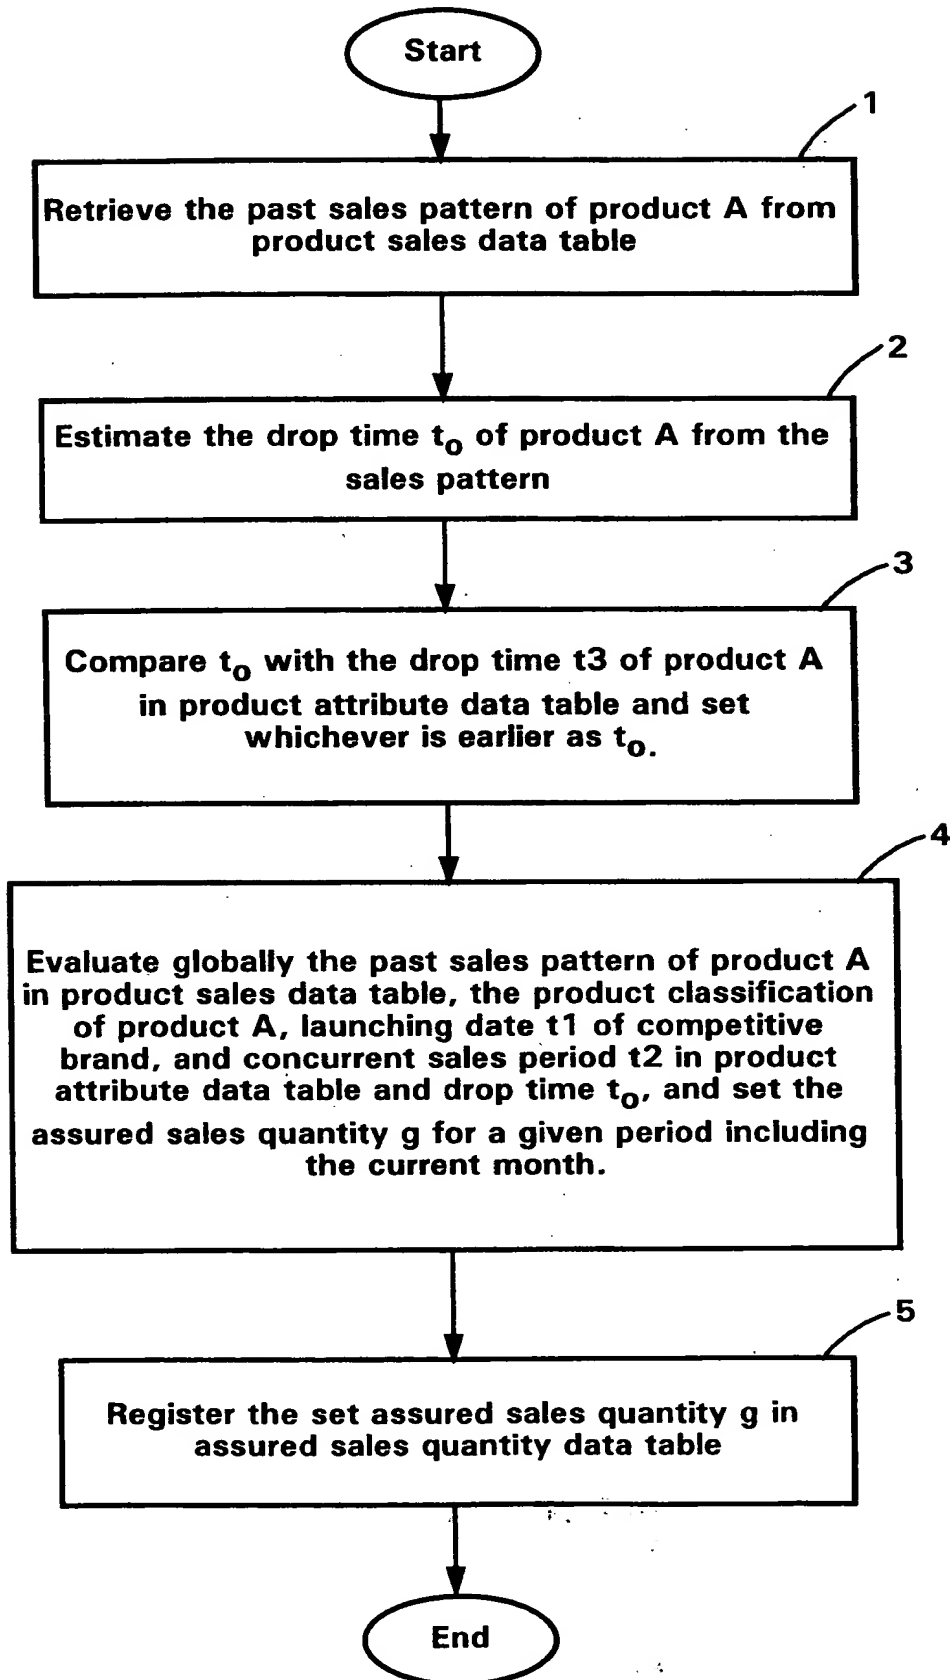 Start
1
Retrieve the past sales pattern of product A from
product sales data table
2
Estimate the drop time to of product A from the
sales pattern
3
Compare to with the drop time t3 of product A
in product attribute data table and set
whichever is earlier as to.
4
Evaluate globally the past sales pattern of product A
in product sales data table, the product classification
of product A, launching date t1 of competitive
brand, and concurrent sales period t2 in product
attribute data table and drop time to, and set the
assured sales quantity g for a given period including
the current month.
5
Register the set assured sales quantity g in
assured sales quantity data table
End